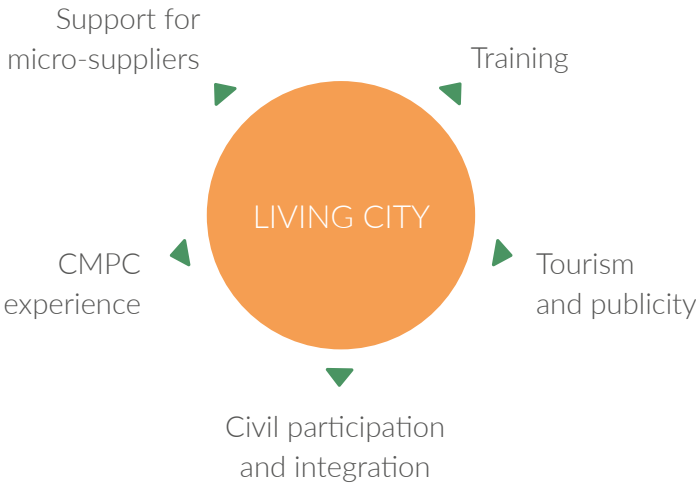 Support for
micro-suppliers
Training
LIVING CITY
CMPC
experience
Tourism
and publicity
Civil participation
and integration